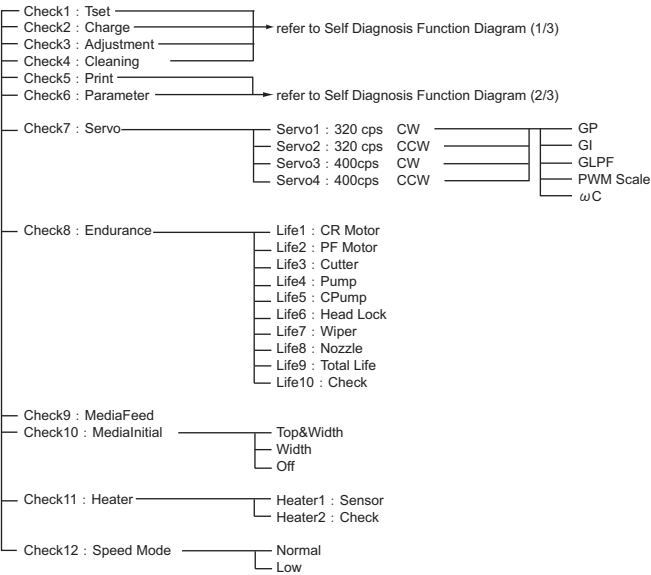 Check1 : Tset
Check2 : Charge
refer to Self Diagnosis Function Diagram (1/3)
Check3 : Adjustment
Check4 : Cleaning
Check5 : Print
Check6 : Parameter
refer to Self Diagnosis Function Diagram (2/3)
Check7 : Servo
Servo1 : 320 cps CW
GP
Servo2 : 320 cps CCW
GI
Servo3 : 400cps CW
GLPF
Servo4 : 400cps CCW
PWM Scale
ωC
Check8 : Endurance
Life1 : CR Motor
Life2 : PF Motor
Life3 : Cutter
Life4 : Pump
Life5 : CPump
Life6 : Head Lock
Life7 : Wiper
Life8 : Nozzle
Life9 : Total Life
Life10 : Check
Check9 : MediaFeed
Check10 : MediaInitial
Top&Width
Width
Off
Check11 : Heater
Heater1 : Sensor
Heater2 : Check
Check12 : Speed Mode
Normal
Low